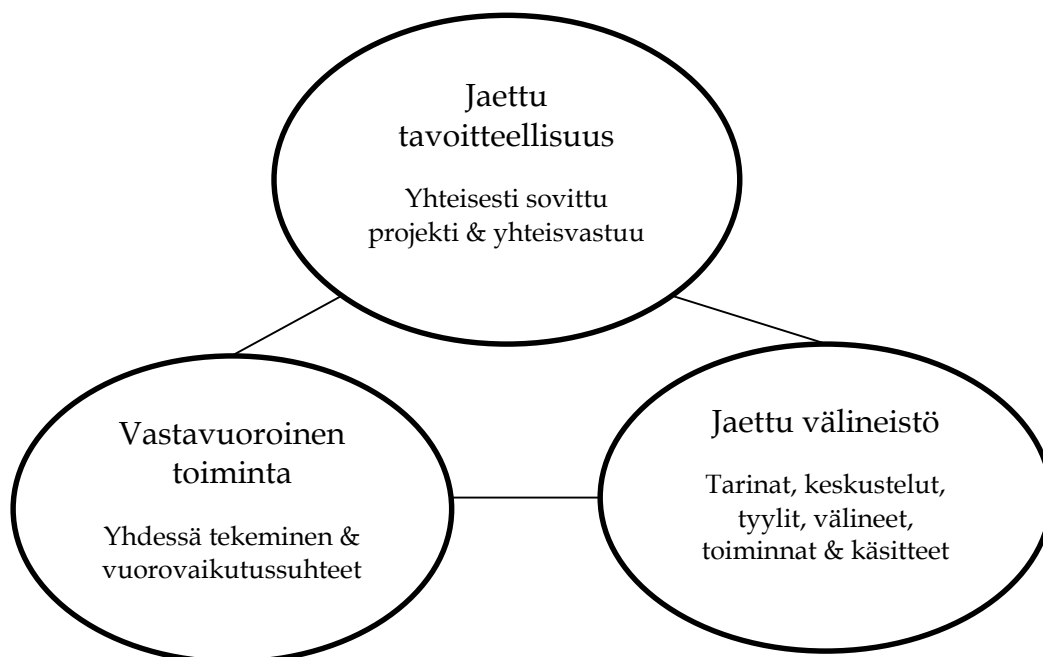 Jaettu
tavoitteellisuus
Yhteisesti sovittu
projekti & yhteisvastuu
Vastavuoroinen
toiminta
Yhdessä tekeminen &
vuorovaikutussuhteet
Jaettu välineistö
Tarinat, keskustelut,
tyylit, välineet,
toiminnat & käsitteet